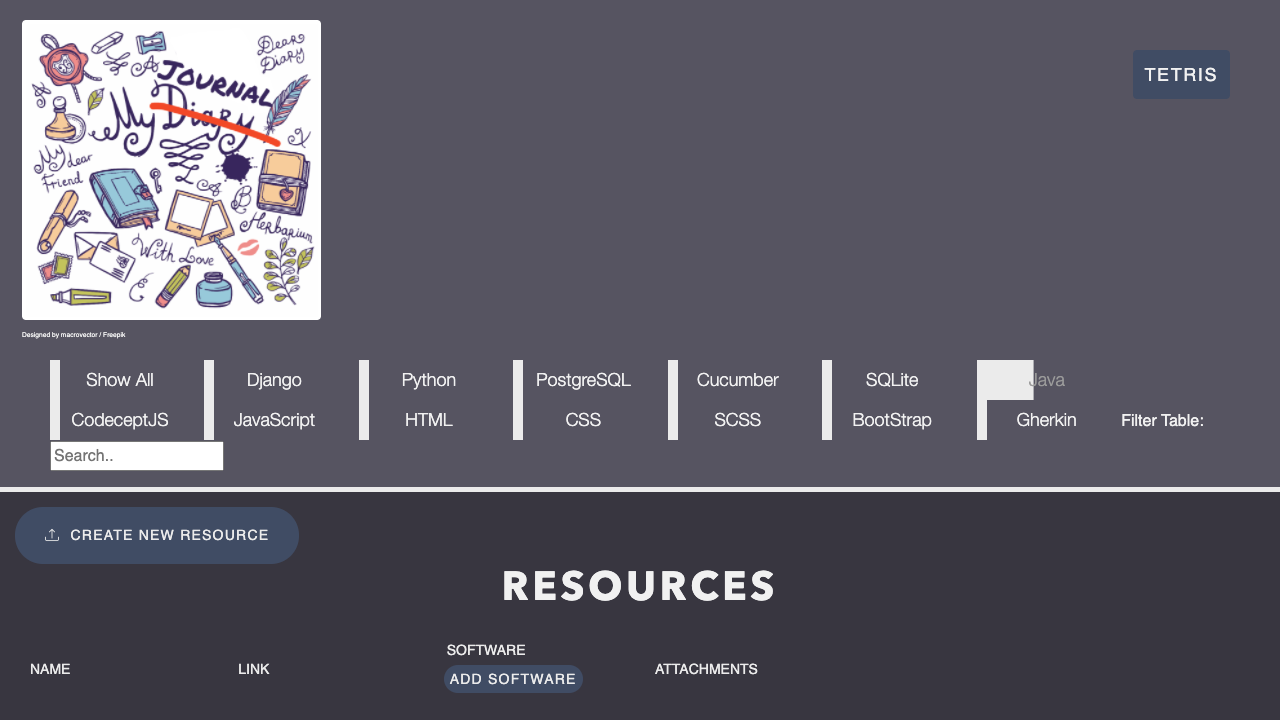 Dear
Diary
JOURNAL
My Diary
My dear
Friend
Herbarium
With Love
Designed by macrovector / Freepik
TETRIS
Show All
Django
Python
PostgreSQL
Cucumber
SQLite
Java
CodeceptJS
JavaScript
HTML
CSS
SCSS
BootStrap
Gherkin
Filter Table:
Search..
CREATE NEW RESOURCE
RESOURCES
NAME
LINK
SOFTWARE
ADD SOFTWARE
ATTACHMENTS